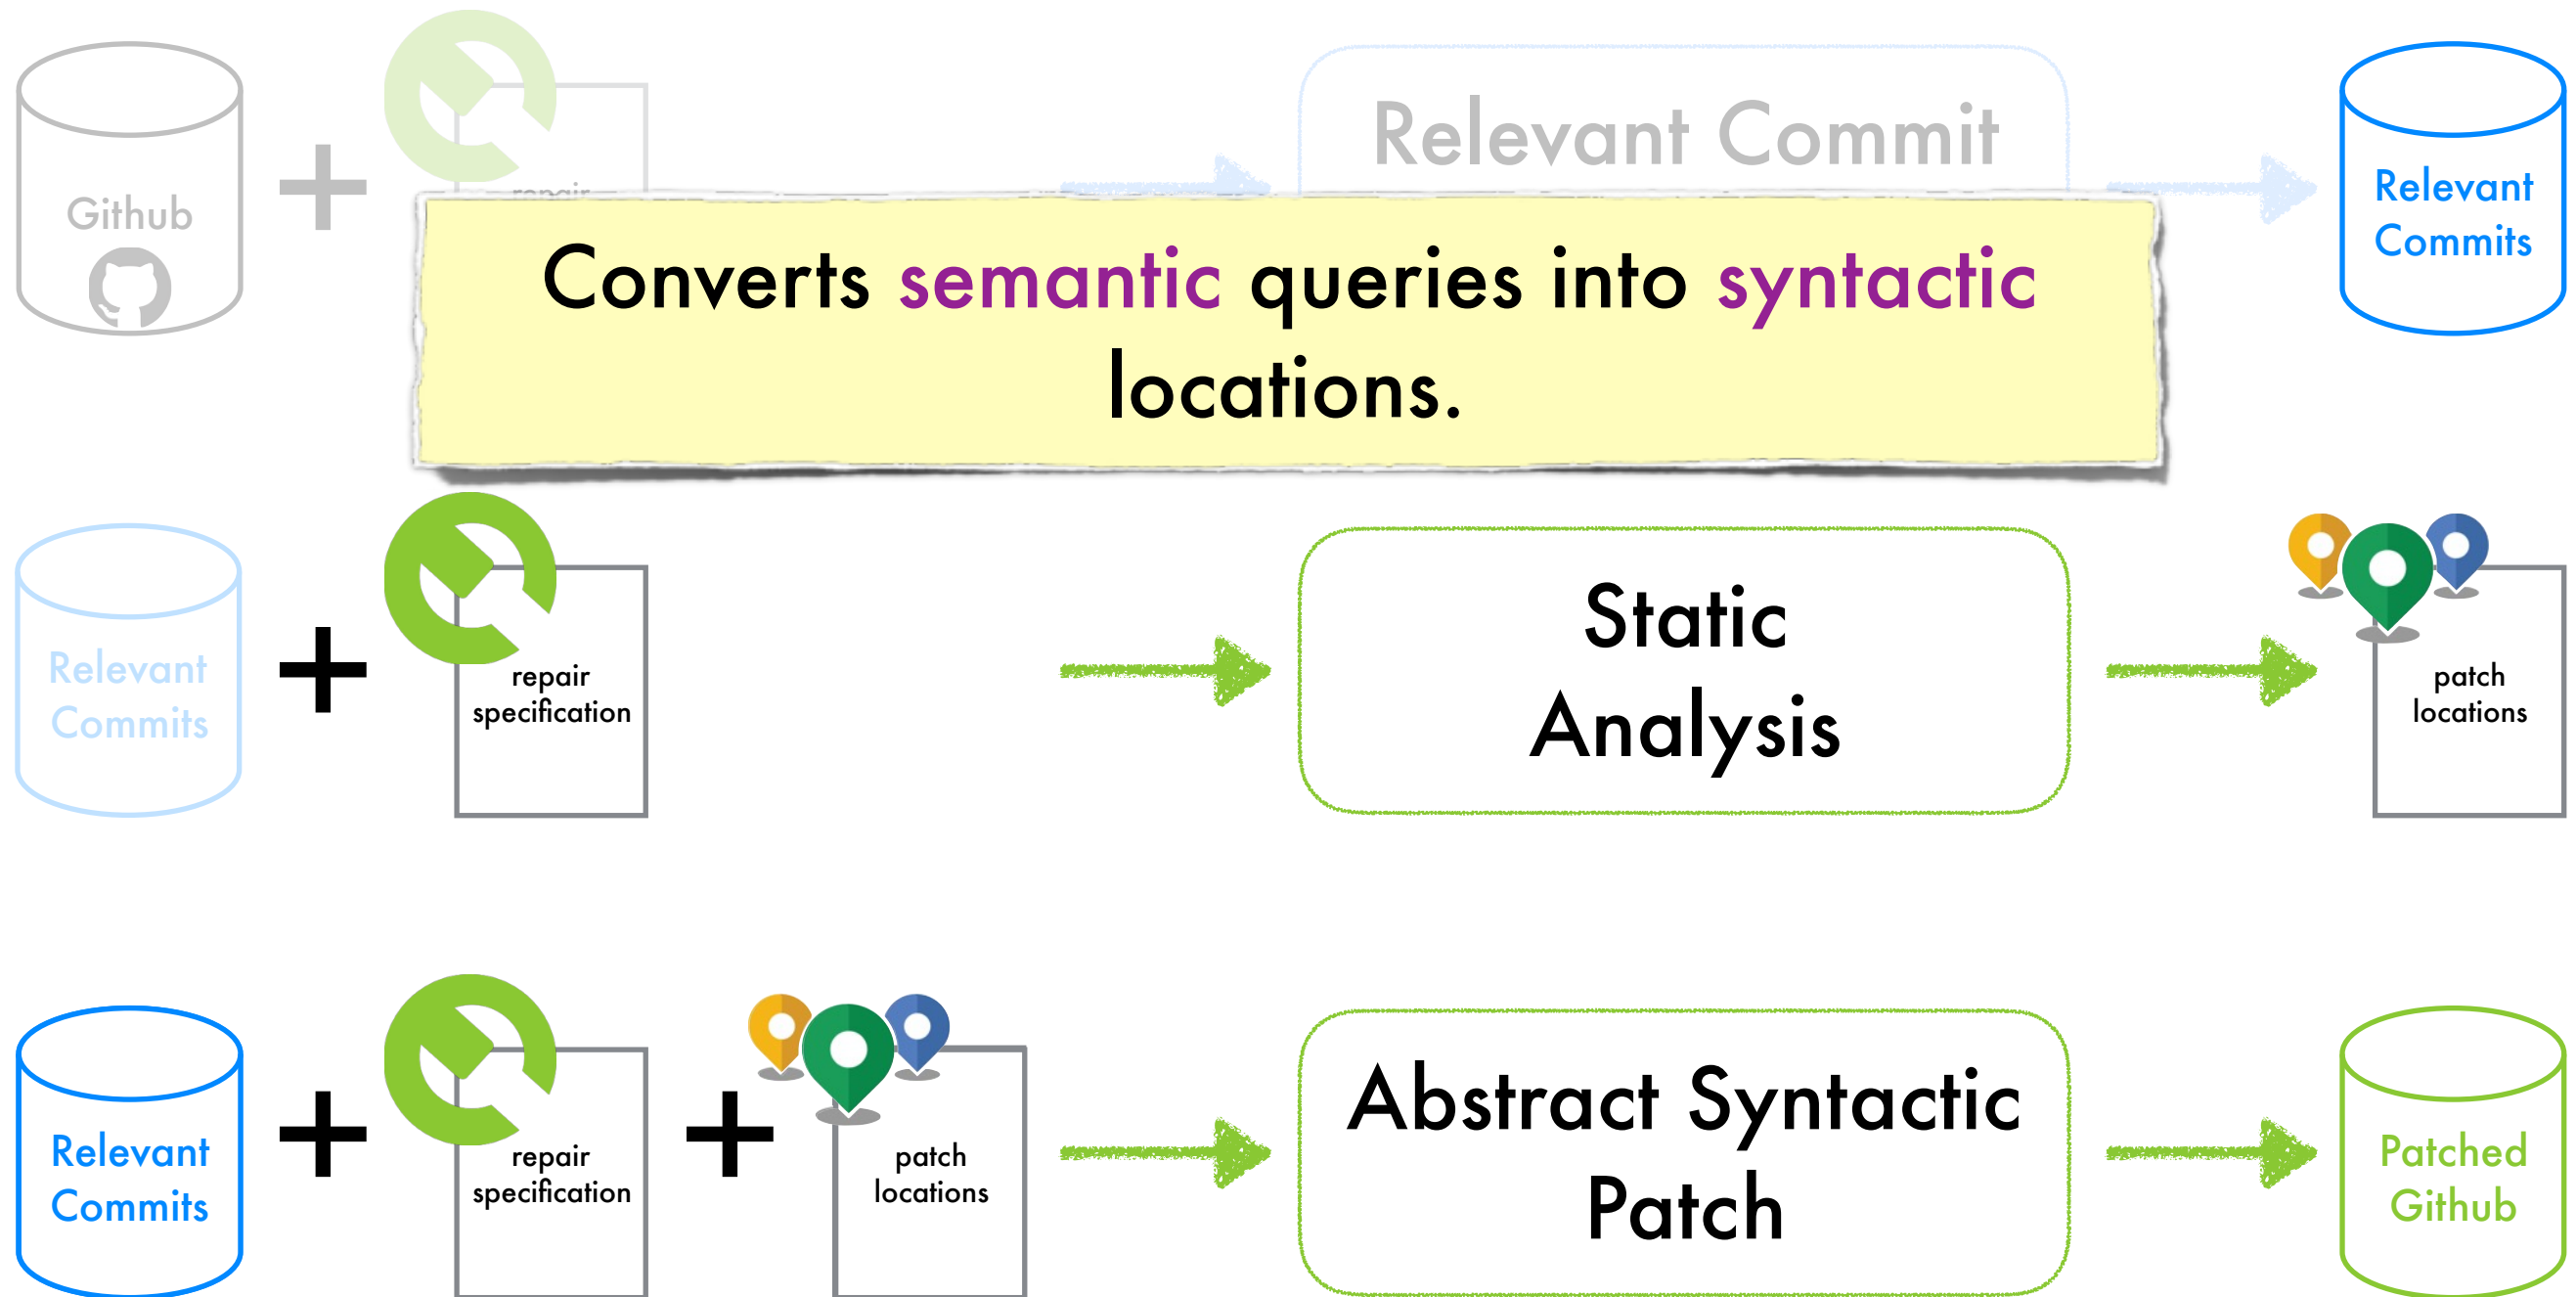 Github
+
repair
Relevant Commit
Relevant
Commits
Converts semantic queries into syntactic
locations.
Relevant
Commits
+
repair
specification
Static
Analysis
patch
locations
Relevant
Commits
+
repair
specification
+
patch
locations
Abstract Syntactic
Patch
Patched
Github